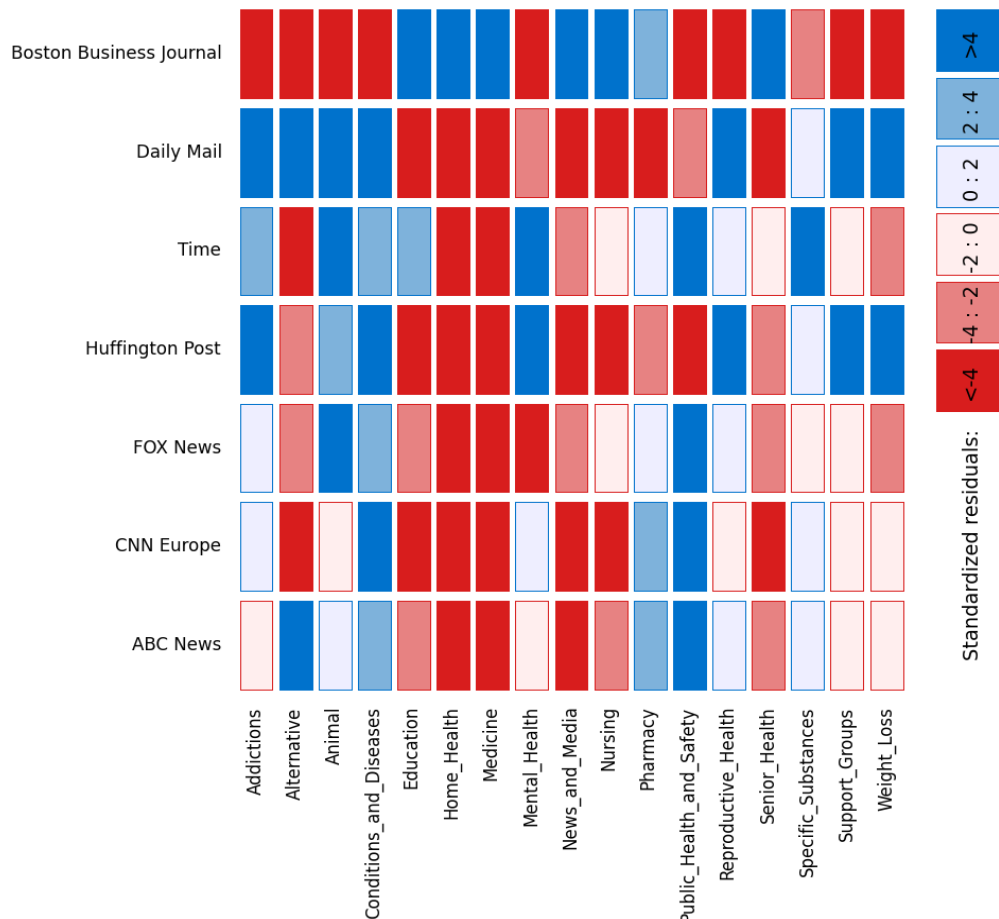 Boston Business Journal
Daily Mail
Time
Huffington Post
FOX News
CNN Europe
ABC News
Addictions
Alternative
Animal
Conditions_and_Diseases
Education
Home_Health
Medicine
Mental_Health
News_and_Media
Nursing
Pharmacy
Public_Health_and_Safety
Reproductive_Health
Senior_Health
Specific_Substances
Support_Groups
Weight_Loss
Standardized residuals:
<-4
-4 : -2
-2 : 0
0 : 2
2 : 4
>4